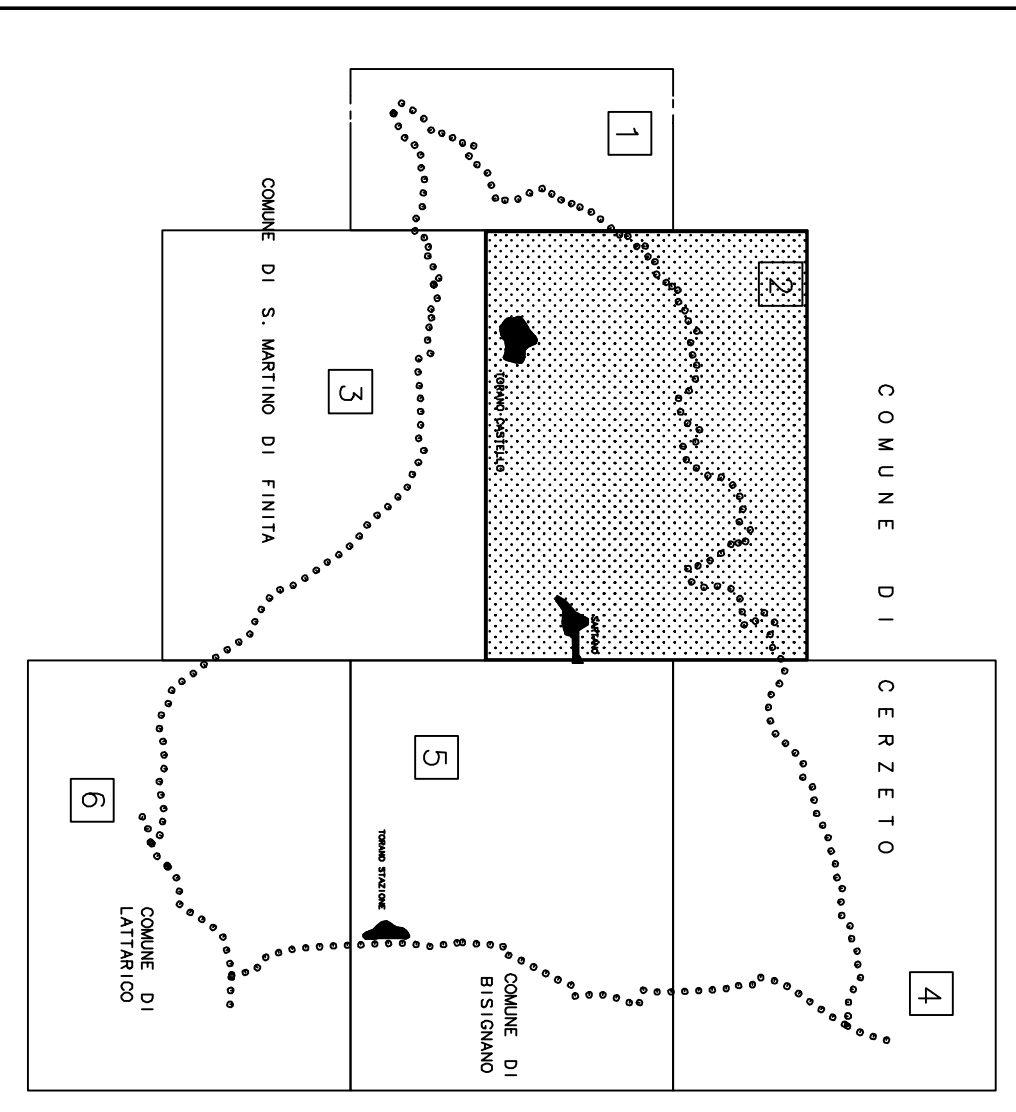 4
COMUNE DI CERZETO
2
1
SARTANO
COMUNE DI
BISIGNANO
TORANO CASTELLO
5
TORANO STAZIONE
3
COMUNE DI S. MARTINO DI FINITA
COMUNE DI
LATTARICO
6